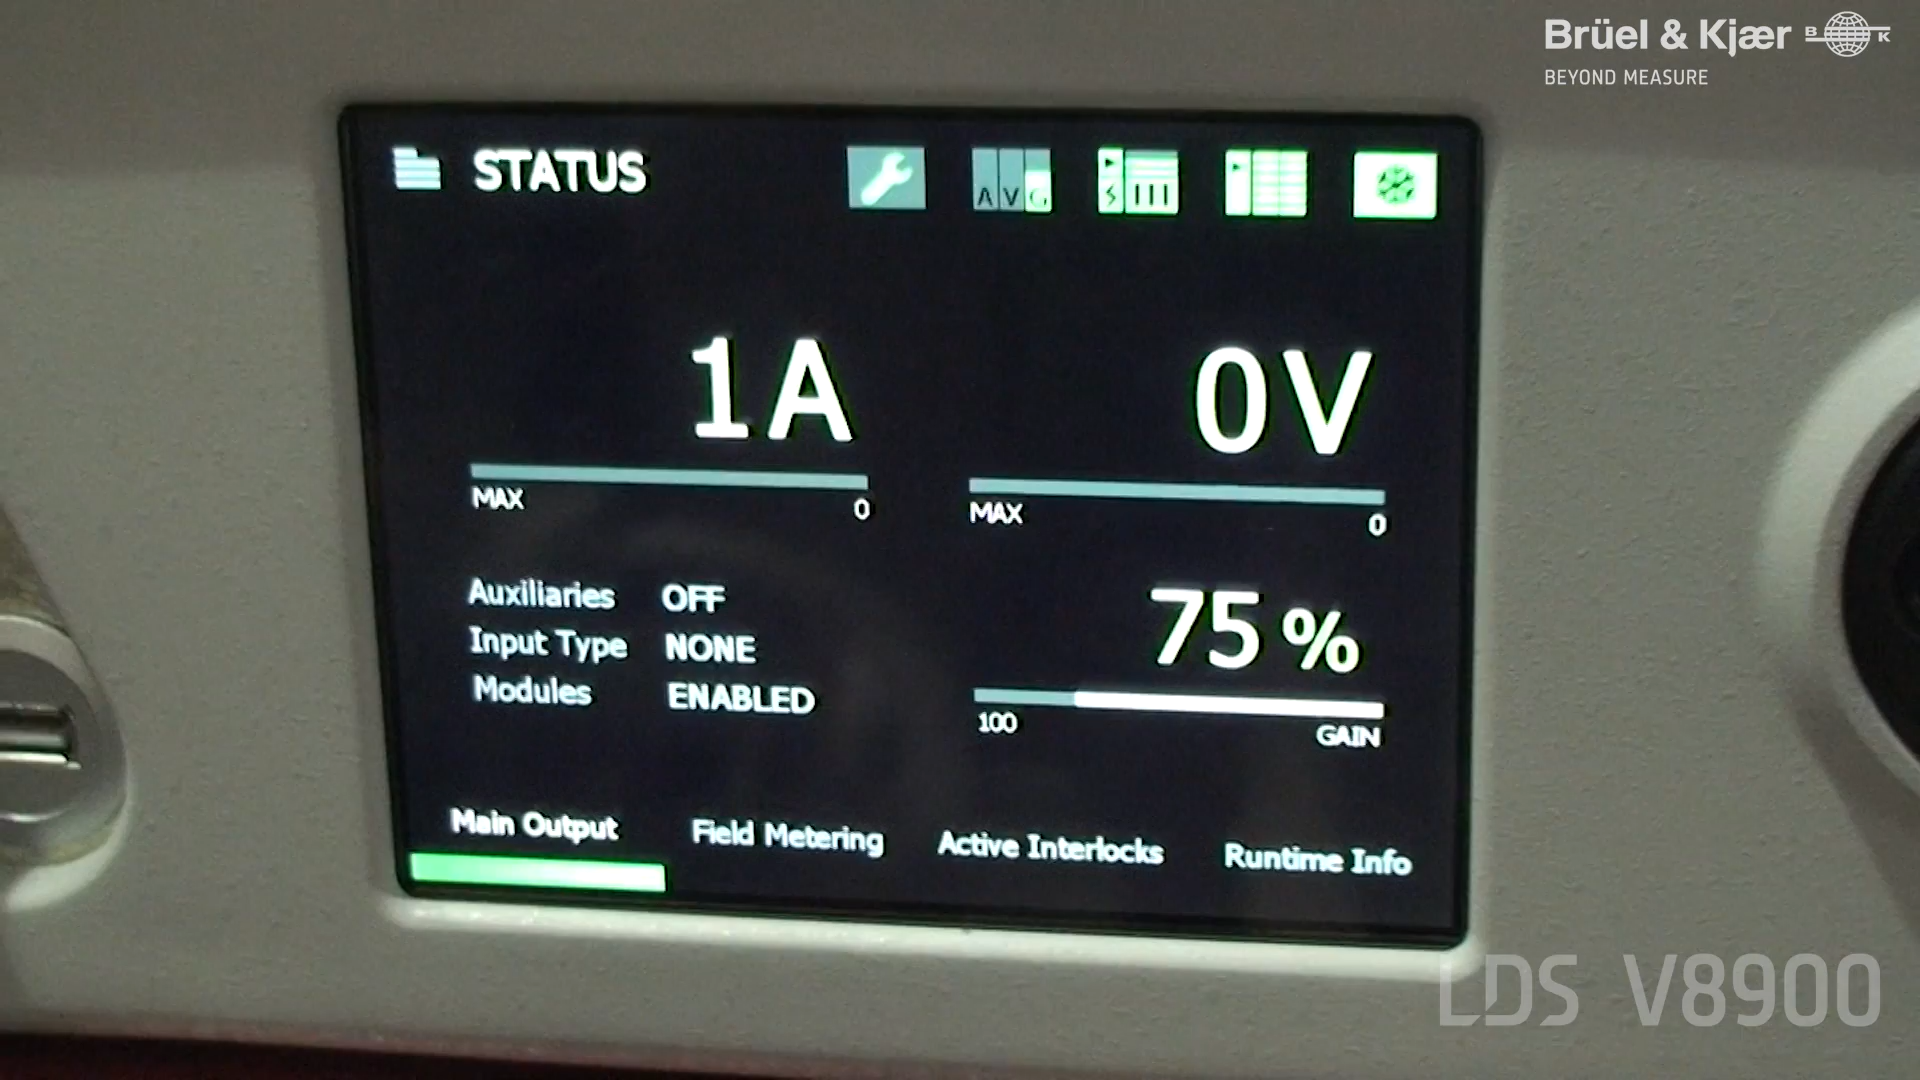 Brüel & Kjær
B K
BEYOND MEASURE
STATUS
A V G
1A
0V
MAX 0
MAX 0
Auxiliaries OFF
Input Type NONE
Modules ENABLED
75 %
100 GAIN
Main Output
Field Metering
Active Interlocks
Runtime Info
LDS V8900